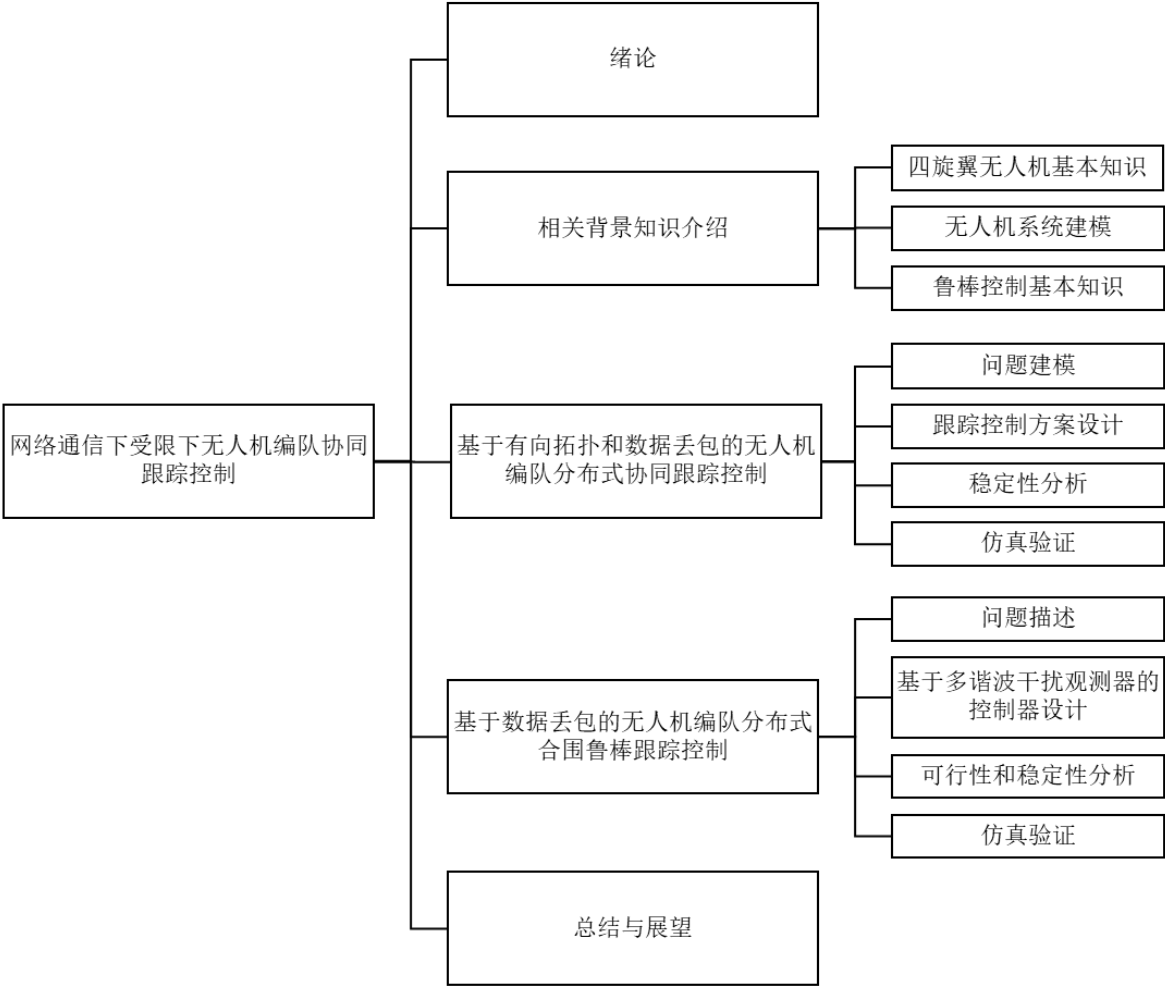 网络通信下受限下无人机编队协同
跟踪控制
绪论
相关背景知识介绍
四旋翼无人机基本知识
无人机系统建模
鲁棒控制基本知识
基于有向拓扑和数据丢包的无人机
编队分布式协同跟踪控制
问题建模
跟踪控制方案设计
稳定性分析
仿真验证
基于数据丢包的无人机编队分布式
合围鲁棒跟踪控制
问题描述
基于多谐波干扰观测器的
控制器设计
可行性和稳定性分析
仿真验证
总结与展望